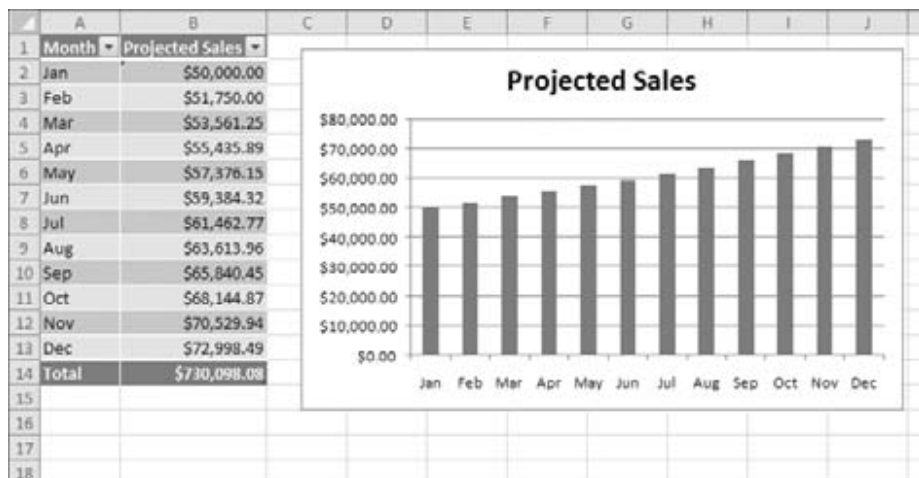 A B C D E F G H I J
1 Month Projected Sales
2 Jan $50,000.00
3 Feb $51,750.00
4 Mar $53,561.25
5 Apr $55,435.89
6 May $57,376.15
7 Jun $59,384.32
8 Jul $61,462.77
9 Aug $63,613.96
10 Sep $65,840.45
11 Oct $68,144.87
12 Nov $70,529.94
13 Dec $72,998.49
14 Total $730,098.08
15
16
17
18
Projected Sales
$80,000.00
$70,000.00
$60,000.00
$50,000.00
$40,000.00
$30,000.00
$20,000.00
$10,000.00
$0.00
Jan Feb Mar Apr May Jun Jul Aug Sep Oct Nov Dec